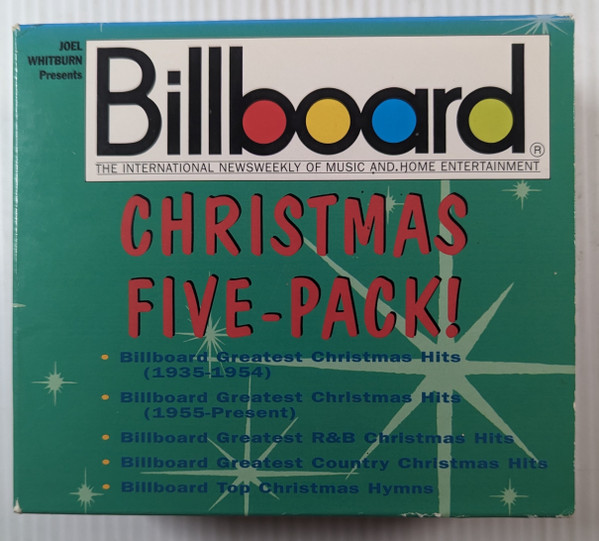 JOEL
WHITBURN
Presents
Billboard®
THE INTERNATIONAL NEWSWEEKLY OF MUSIC AND HOME ENTERTAINMENT
CHRISTMAS
FIVE-PACK!
• Billboard Greatest Christmas Hits
(1935-1954)
• Billboard Greatest Christmas Hits
(1955-Present)
• Billboard Greatest R&B Christmas Hits
• Billboard Greatest Country Christmas Hits
• Billboard Top Christmas Hymns